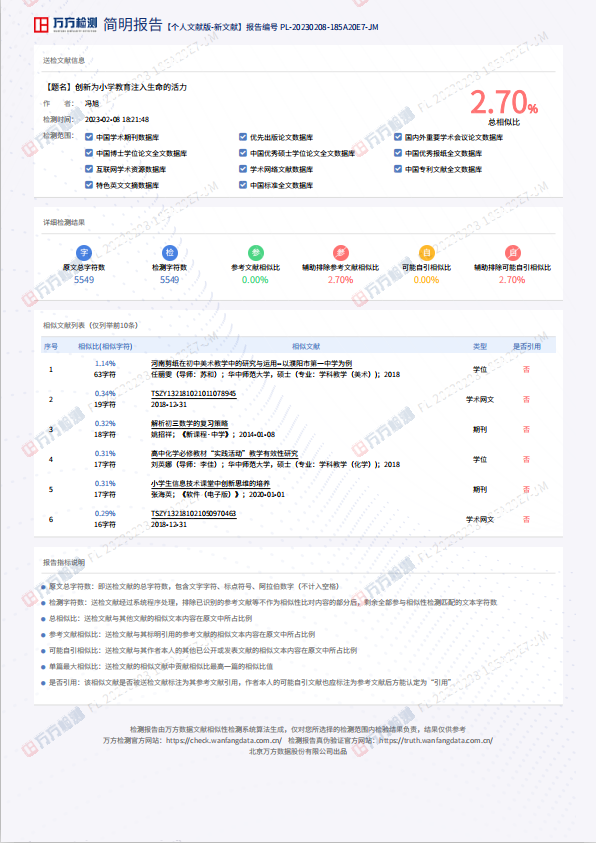 万方检测 简明报告【个人文献版-新文献】报告编号 PL-20230208-185A20E7-JM
送检文献信息
【题名】创新为小学教育注入生命的活力
作 者： 冯旭
检测时间： 2023-02-08 18:21:48
2.70%
总相似比
检测范围： 中国学术期刊数据库 优先出版论文数据库 国内外重要学术会议论文数据库
中国博士学位论文全文数据库 中国优秀硕士学位论文全文数据库 中国优秀报纸全文数据库
互联网学术资源数据库 学术网络文献数据库 中国专利文献全文数据库
特色英文文摘数据库 中国标准全文数据库
详细检测结果
字 检 参 参 自 自
原文总字符数 检测字符数 参考文献相似比 辅助排除参考文献相似比 可能自引相似比 辅助排除可能自引相似比
5549 5549 0.00% 2.70% 0.00% 2.70%
相似文献列表（仅列举前10条）
序号 相似比(相似字符) 相似文献 类型 是否引用
1 1.14% 63字符 河南剪纸在初中美术教学中的研究与运用--以濮阳市第一中学为例 学位 否
任丽雯（导师：苏和）；华中师范大学，硕士（专业：学科教学（美术））；2018
2 0.34% 19字符 TSZY132181021011078945 学术网文 否
2018-12-31
3 0.32% 18字符 解析初三数学的复习策略 期刊 否
姚招祥；《新课程·中学》；2014-01-08
4 0.31% 17字符 高中化学必修教材“实践活动”教学有效性研究 学位 否
刘英娜（导师：李佳）；华中师范大学，硕士（专业：学科教学（化学））；2018
5 0.31% 17字符 小学生信息技术课堂中创新思维的培养 期刊 否
张海英；《软件（电子版）》；2020-01-01
6 0.29% 16字符 TSZY132181021050970463 学术网文 否
2018-12-31
报告指标说明
原文总字符数：即送检文献的总字符数，包含文字字符、标点符号、阿拉伯数字（不计入空格）
检测字符数：送检文献经过系统程序处理，排除已识别的参考文献等不作为相似性比对内容的部分后，剩余全部参与相似性检测匹配的文本字符数
总相似比：送检文献与其他文献的相似文本内容在原文中所占比例
参考文献相似比：送检文献与其标明引用的参考文献的相似文本内容在原文中所占比例
可能自引相似比：送检文献与其作者本人的其他已公开或发表文献的相似文本内容在原文中所占比例
单篇最大相似比：送检文献的相似文献中贡献相似比最高一篇的相似比值
是否引用：该相似文献是否被送检文献标注为其参考文献引用，作者本人的可能自引文献也应标注为参考文献后方能认定为“引用”
检测报告由万方数据文献相似性检测系统算法生成，仅对您所选择的检测范围内检验结果负责，结果仅供参考
万方检测官方网站：https://check.wanfangdata.com.cn/ 检测报告真伪验证官方网站：https://truth.wanfangdata.com.cn/
北京万方数据股份有限公司出品